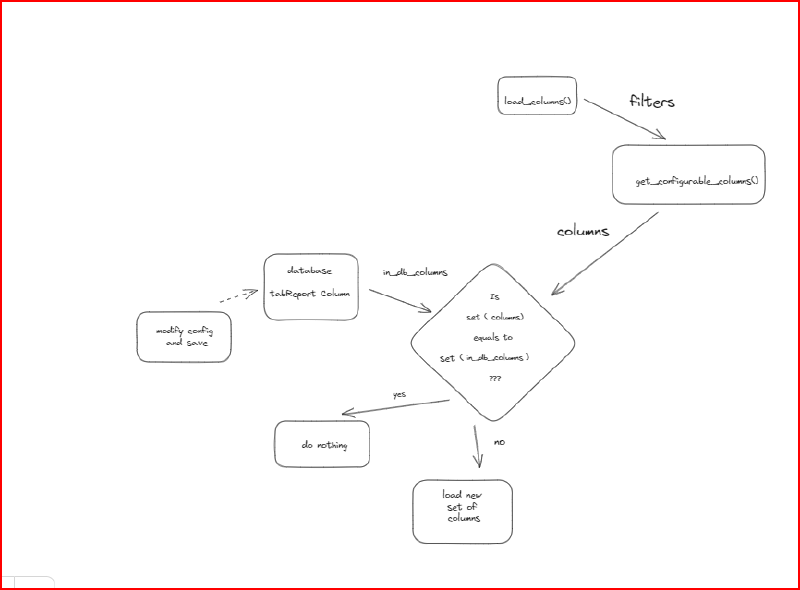 load_columns()
filters
get_configurable_columns()
columns
database
tabReport Column
in_db_columns
modify config
and save
Is
set ( columns)
equals to
set ( in_db_columns )
???
yes
do nothing
no
load new
set of
columns